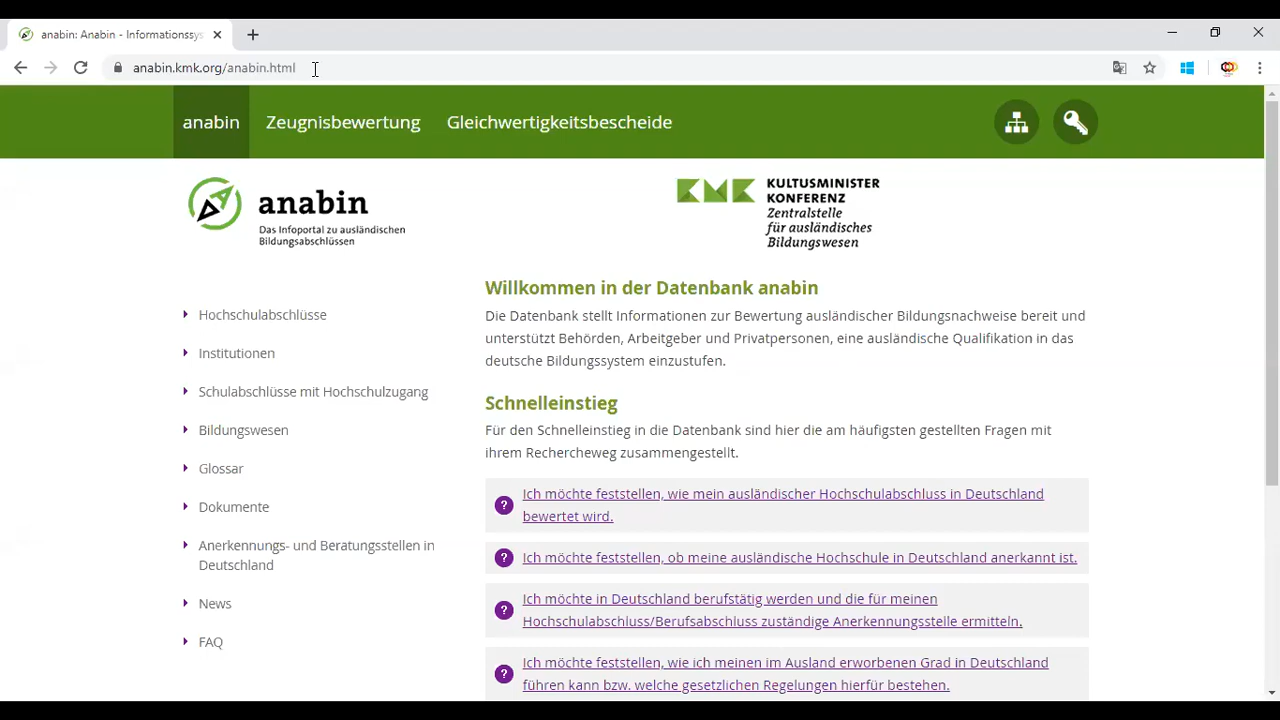 anabin: Anabin - Informationssys
anabin.kmk.org/anabin.html
anabin Zeugnisbewertung Gleichwertigkeitsbescheide
anabin
Das Infoportal zu ausländischen
Bildungsabschlüssen
KMK
KULTUSMINISTER
KONFERENZ
Zentralstelle
für ausländisches
Bildungswesen
Hochschulabschlüsse
Institutionen
Schulabschlüsse mit Hochschulzugang
Bildungswesen
Glossar
Dokumente
Anerkennungs- und Beratungsstellen in
Deutschland
News
FAQ
Willkommen in der Datenbank anabin
Die Datenbank stellt Informationen zur Bewertung ausländischer Bildungsnachweise bereit und
unterstützt Behörden, Arbeitgeber und Privatpersonen, eine ausländische Qualifikation in das
deutsche Bildungssystem einzustufen.
Schnelleinstieg
Für den Schnelleinstieg in die Datenbank sind hier die am häufigsten gestellten Fragen mit
ihrem Rechercheweg zusammengestellt.
? Ich möchte feststellen, wie mein ausländischer Hochschulabschluss in Deutschland
bewertet wird.
? Ich möchte feststellen, ob meine ausländische Hochschule in Deutschland anerkannt ist.
? Ich möchte in Deutschland berufstätig werden und die für meinen
Hochschulabschluss/Berufsabschluss zuständige Anerkennungsstelle ermitteln.
? Ich möchte feststellen, wie ich meinen im Ausland erworbenen Grad in Deutschland
führen kann bzw. welche gesetzlichen Regelungen hierfür bestehen.